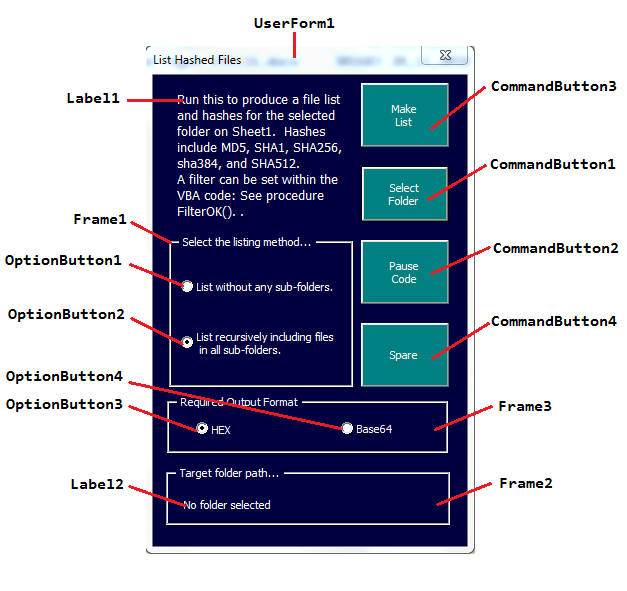 UserForm1
List Hashed Files
Label1
Run this to produce a file list
and hashes for the selected
folder on Sheet1. Hashes
include MD5, SHA1, SHA256,
sha384, and SHA512.
A filter can be set within the
VBA code: See procedure
FilterOK(). .
Make
List
CommandButton3
Select
Folder
CommandButton1
Frame1
Select the listing method...
OptionButton1
List without any sub-folders.
Pause
Code
CommandButton2
OptionButton2
List recursively including files
in all sub-folders.
Spare
CommandButton4
OptionButton4
OptionButton3
Required Output Format
HEX
Base64
Frame3
Label2
Target folder path...
No folder selected
Frame2